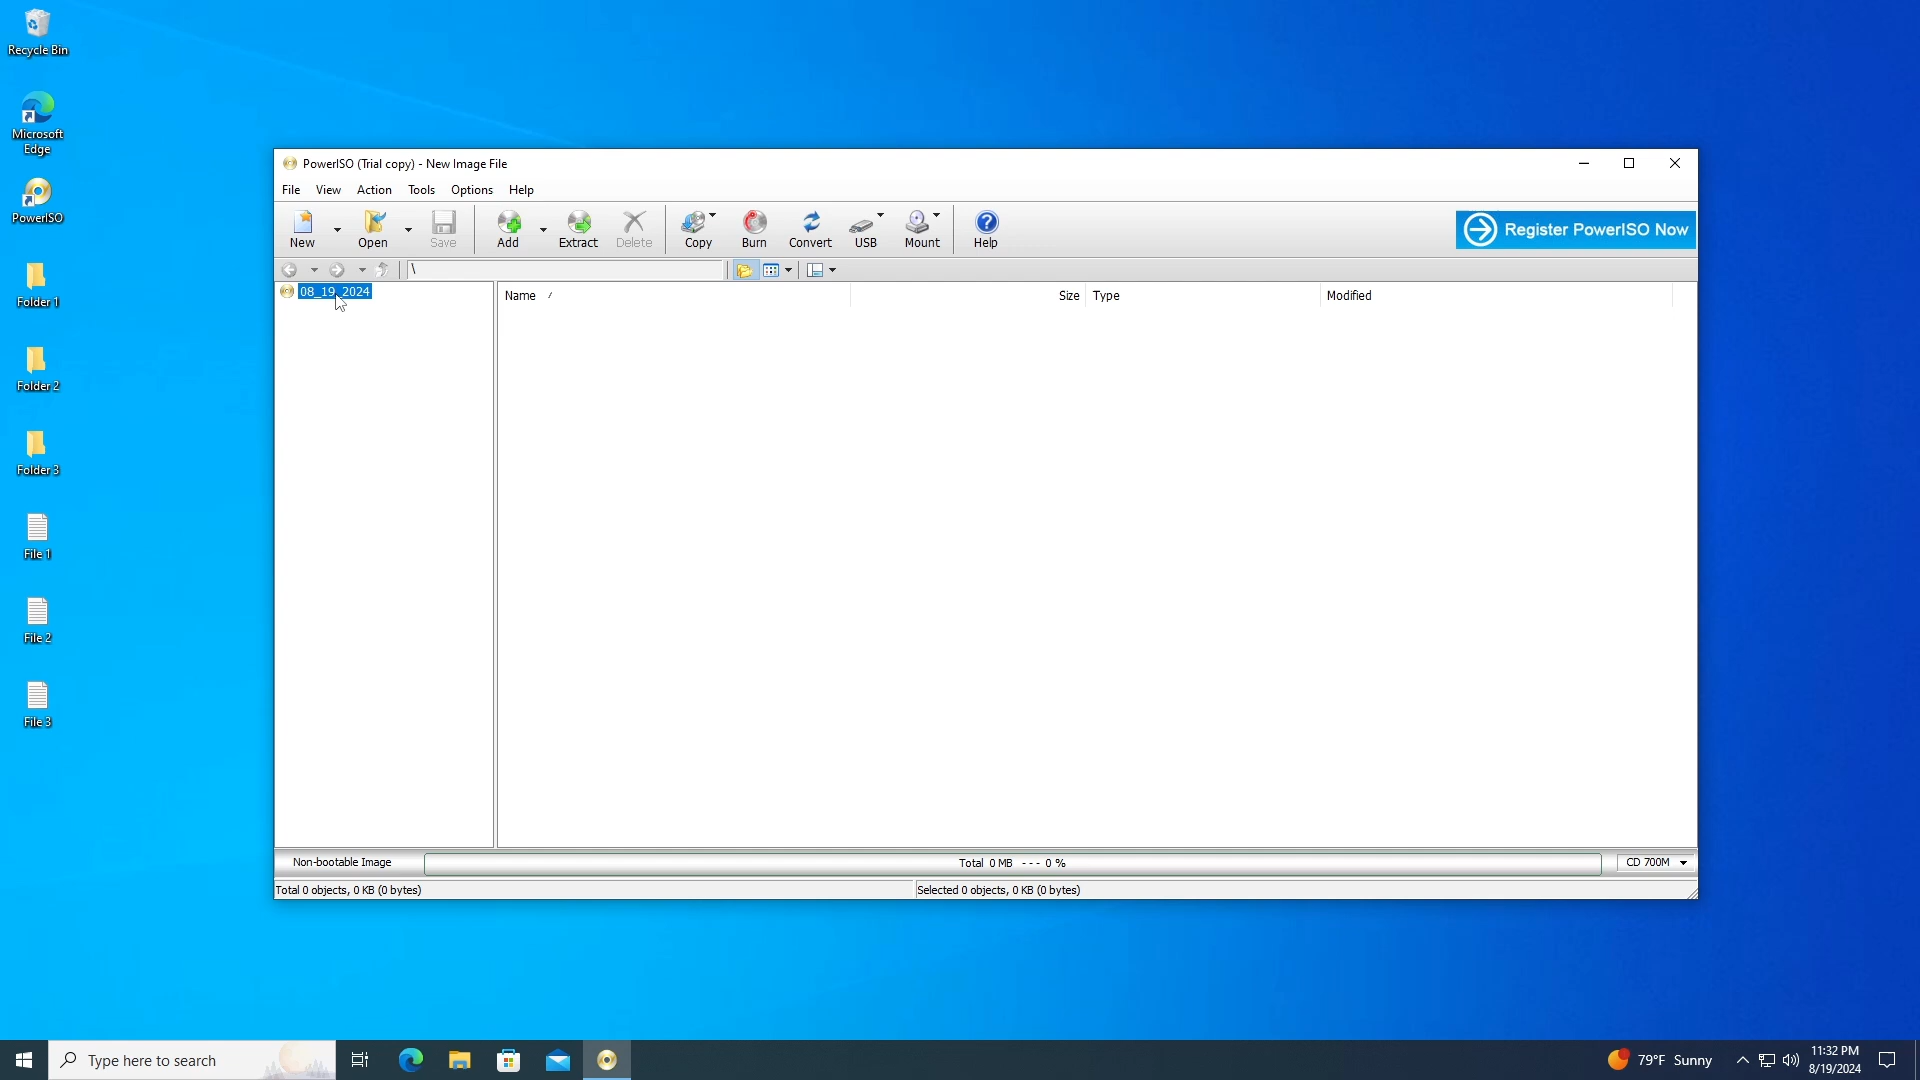 Recycle Bin
Microsoft
Edge
PowerISO
Folder 1
Folder 2
Folder 3
File 1
File 2
File 3
PowerISO (Trial copy) - New Image File
File View Action Tools Options Help
New Open Save Add Extract Delete Copy Burn Convert USB Mount Help
Register PowerISO Now
\
08_19_2024
Name Size Type Modified
Non-bootable Image Total 0 MB --- 0 % CD 700M
Total 0 objects, 0 KB (0 bytes) Selected 0 objects, 0 KB (0 bytes)
Type here to search
79°F Sunny
11:32 PM
8/19/2024